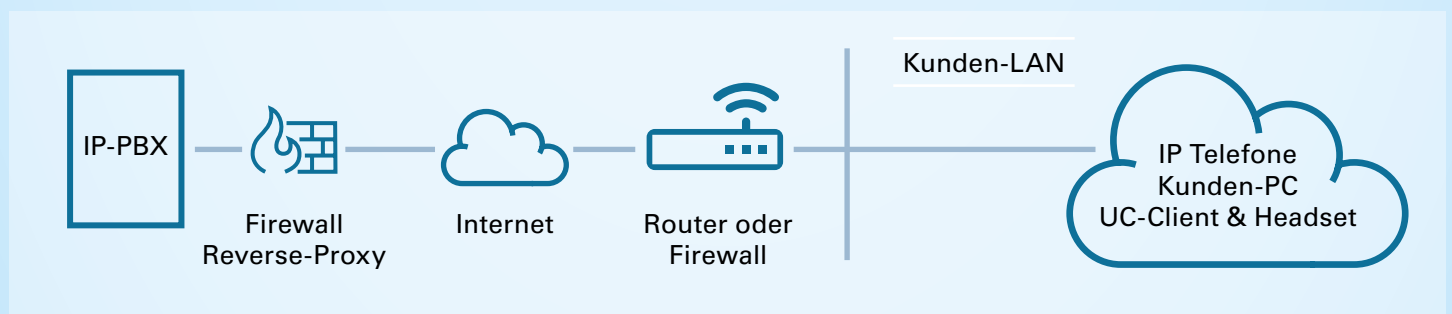 IP-PBX
Firewall
Reverse-Proxy
Internet
Router oder
Firewall
Kunden-LAN
IP Telefone
Kunden-PC
UC-Client & Headset